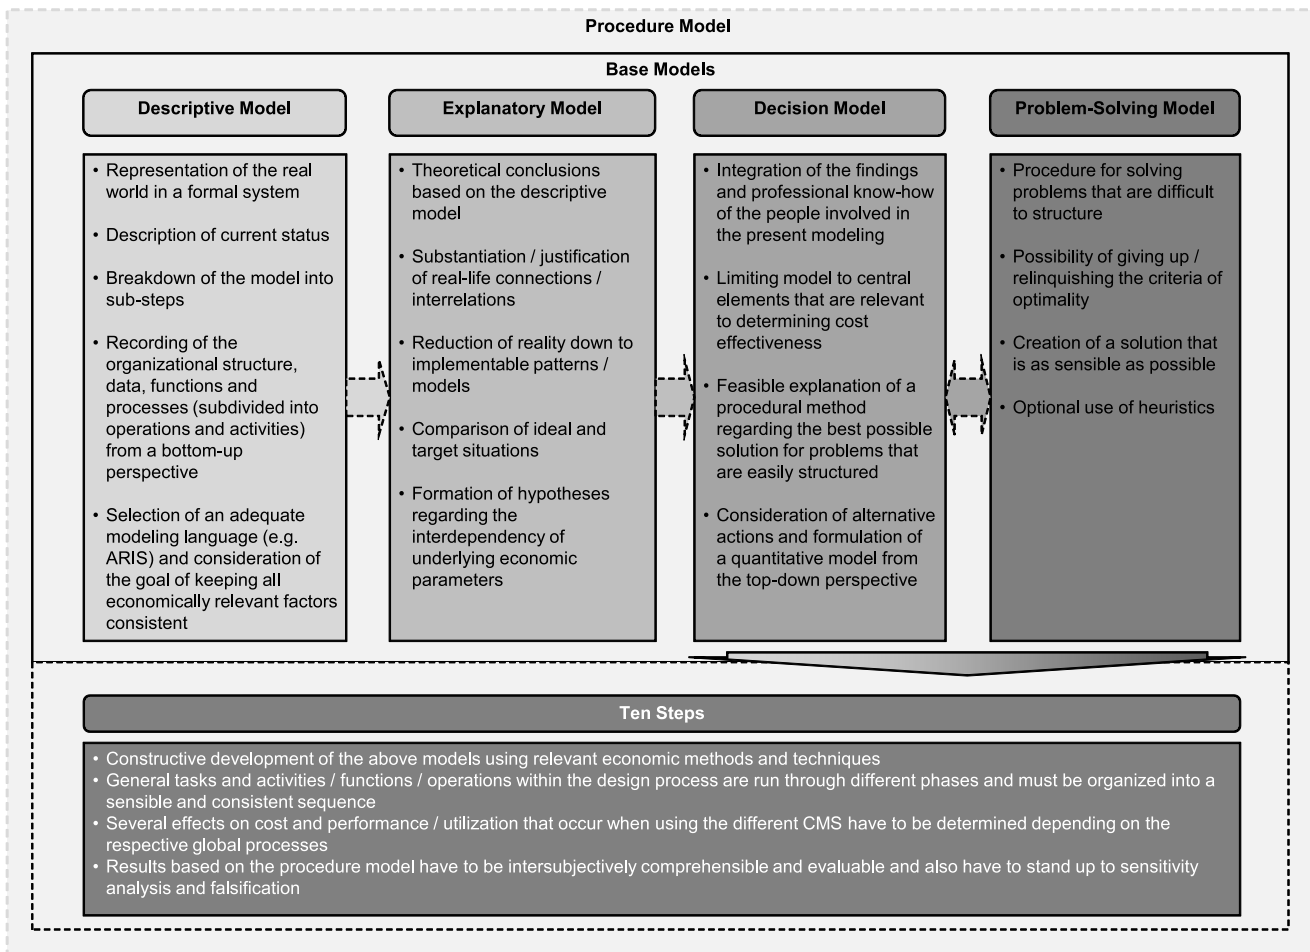 Procedure Model
Base Models
Descriptive Model
• Representation of the real
world in a formal system
• Description of current status
• Breakdown of the model into
sub-steps
• Recording of the
organizational structure,
data, functions and
processes (subdivided into
operations and activities)
from a bottom-up
perspective
• Selection of an adequate
modeling language (e.g.
ARIS) and consideration of
the goal of keeping all
economically relevant factors
consistent
Explanatory Model
• Theoretical conclusions
based on the descriptive
model
• Substantiation / justification
of real-life connections /
interrelations
• Reduction of reality down to
implementable patterns /
models
• Comparison of ideal and
target situations
• Formation of hypotheses
regarding the
interdependency of
underlying economic
parameters
Decision Model
• Integration of the findings
and professional know-how
of the people involved in
the present modeling
• Limiting model to central
elements that are relevant
to determining cost
effectiveness
• Feasible explanation of a
procedural method
regarding the best possible
solution for problems that
are easily structured
• Consideration of alternative
actions and formulation of
a quantitative model from
the top-down perspective
Problem-Solving Model
• Procedure for solving
problems that are difficult
to structure
• Possibility of giving up /
relinquishing the criteria of
optimality
• Creation of a solution that
is as sensible as possible
• Optional use of heuristics
Ten Steps
• Constructive development of the above models using relevant economic methods and techniques
• General tasks and activities / functions / operations within the design process are run through different phases and must be organized into a
sensible and consistent sequence
• Several effects on cost and performance / utilization that occur when using the different CMS have to be determined depending on the
respective global processes
• Results based on the procedure model have to be intersubjectively comprehensible and evaluable and also have to stand up to sensitivity
analysis and falsification